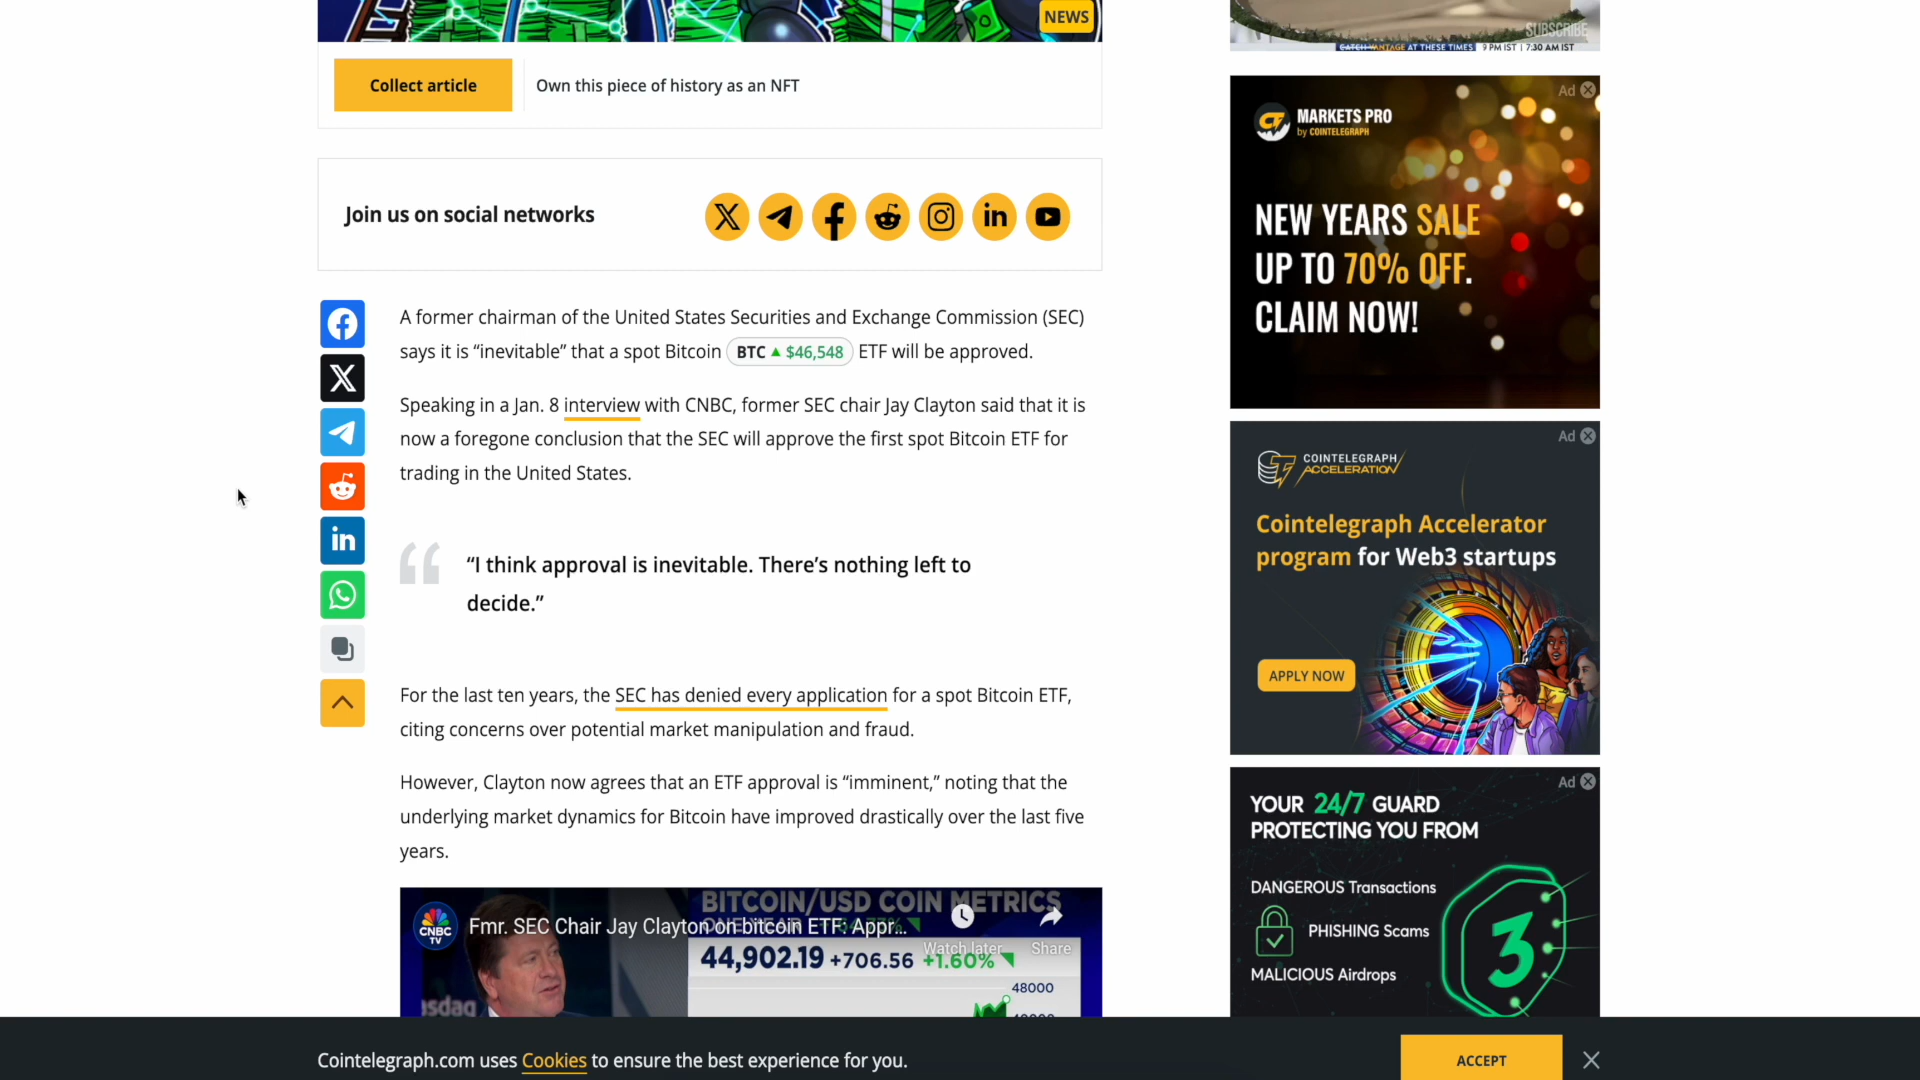 NEWS
Collect article
Own this piece of history as an NFT
Join us on social networks
A former chairman of the United States Securities and Exchange Commission (SEC)
says it is “inevitable” that a spot Bitcoin BTC ▲ $46,548 ETF will be approved.
Speaking in a Jan. 8 interview with CNBC, former SEC chair Jay Clayton said that it is
now a foregone conclusion that the SEC will approve the first spot Bitcoin ETF for
trading in the United States.
“I think approval is inevitable. There’s nothing left to
decide.”
For the last ten years, the SEC has denied every application for a spot Bitcoin ETF,
citing concerns over potential market manipulation and fraud.
However, Clayton now agrees that an ETF approval is “imminent,” noting that the
underlying market dynamics for Bitcoin have improved drastically over the last five
years.
BITCOIN/USD COIN METRICS
CNBC
TV
Fmr. SEC Chair Jay Clayton on bitcoin ETF: Appr...
Watch later
Share
44,902.19 +706.56 +1.60%
48000
asdaq
SUBSCRIBE
CATCH VANTAGE AT THESE TIMES 9 PM IST | 7:30 AM IST
Ad
MARKETS PRO
by COINTELEGRAPH
NEW YEARS SALE
UP TO 70% OFF.
CLAIM NOW!
Ad
COINTELEGRAPH
ACCELERATION
Cointelegraph Accelerator
program for Web3 startups
APPLY NOW
Ad
YOUR 24/7 GUARD
PROTECTING YOU FROM
DANGEROUS Transactions
PHISHING Scams
MALICIOUS Airdrops
3
Cointelegraph.com uses Cookies to ensure the best experience for you.
ACCEPT